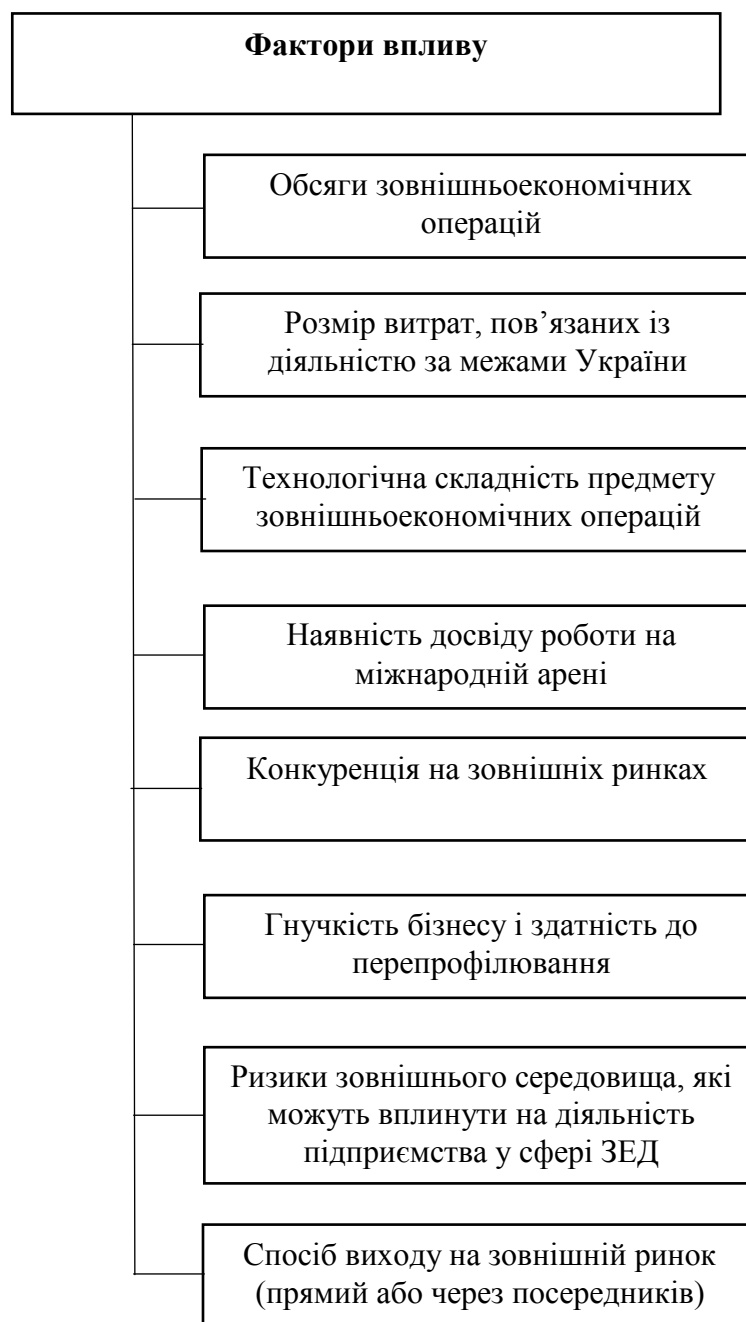 Фактори впливу
Обсяги зовнішньоекономічних
операцій
Розмір витрат, пов’язаних із
діяльністю за межами України
Технологічна складність предмету
зовнішньоекономічних операцій
Наявність досвіду роботи на
міжнародній арені
Конкуренція на зовнішніх ринках
Гнучкість бізнесу і здатність до
перепрофілювання
Ризики зовнішнього середовища, які
можуть вплинути на діяльність
підприємства у сфері ЗЕД
Спосіб виходу на зовнішній ринок
(прямий або через посередників)